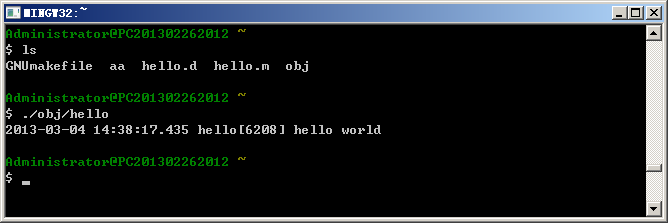 MINGW32:~
Administrator@PC201302262012 ~
$ ls
GNUmakefile  aa  hello.d  hello.m  obj
Administrator@PC201302262012 ~
$ ./obj/hello
2013-03-04 14:38:17.435 hello[6208] hello world
Administrator@PC201302262012 ~
$